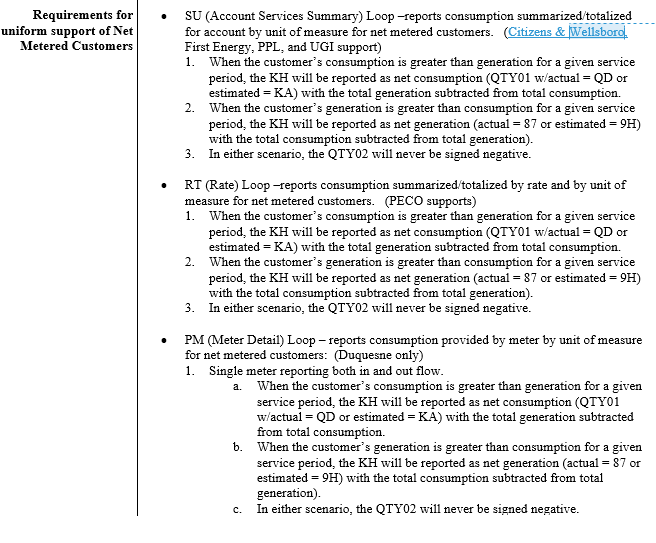 Requirements for
uniform support of Net
Metered Customers
• SU (Account Services Summary) Loop –reports consumption summarized/totalized
for account by unit of measure for net metered customers. (Citizens & Wellsboro,
First Energy, PPL, and UGI support)
1. When the customer's consumption is greater than generation for a given service
period, the KH will be reported as net consumption (QTY01 w/actual = QD or
estimated = KA) with the total generation subtracted from total consumption.
2. When the customer's generation is greater than consumption for a given service
period, the KH will be reported as net generation (actual = 87 or estimated = 9H)
with the total consumption subtracted from total generation).
3. In either scenario, the QTY02 will never be signed negative.
• RT (Rate) Loop –reports consumption summarized/totalized by rate and by unit of
measure for net metered customers. (PECO supports)
1. When the customer's consumption is greater than generation for a given service
period, the KH will be reported as net consumption (QTY01 w/actual = QD or
estimated = KA) with the total generation subtracted from total consumption.
2. When the customer's generation is greater than consumption for a given service
period, the KH will be reported as net generation (actual = 87 or estimated = 9H)
with the total consumption subtracted from total generation).
3. In either scenario, the QTY02 will never be signed negative.
• PM (Meter Detail) Loop – reports consumption provided by meter by unit of measure
for net metered customers: (Duquesne only)
1. Single meter reporting both in and out flow.
a. When the customer's consumption is greater than generation for a given
service period, the KH will be reported as net consumption (QTY01
w/actual = QD or estimated = KA) with the total generation subtracted
from total consumption.
b. When the customer's generation is greater than consumption for a given
service period, the KH will be reported as net generation (actual = 87 or
estimated = 9H) with the total consumption subtracted from total
generation).
c. In either scenario, the QTY02 will never be signed negative.